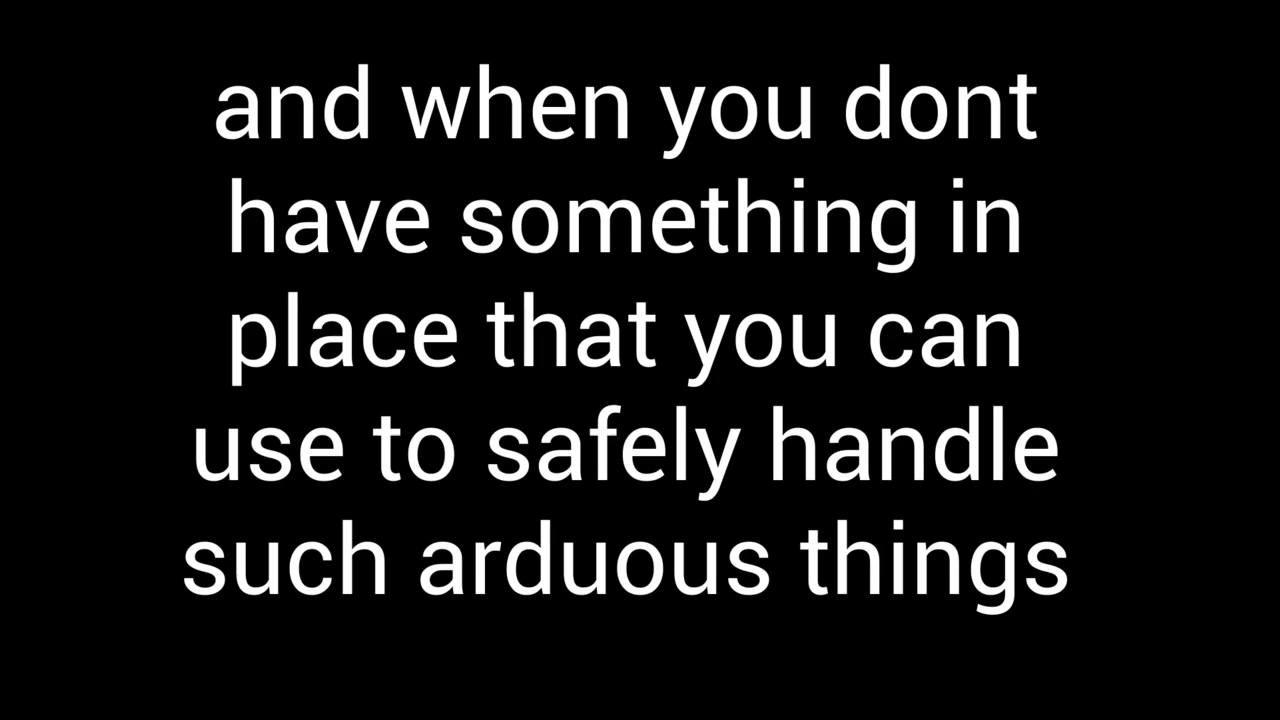 and when you dont
have something in
place that you can
use to safely handle
such arduous things